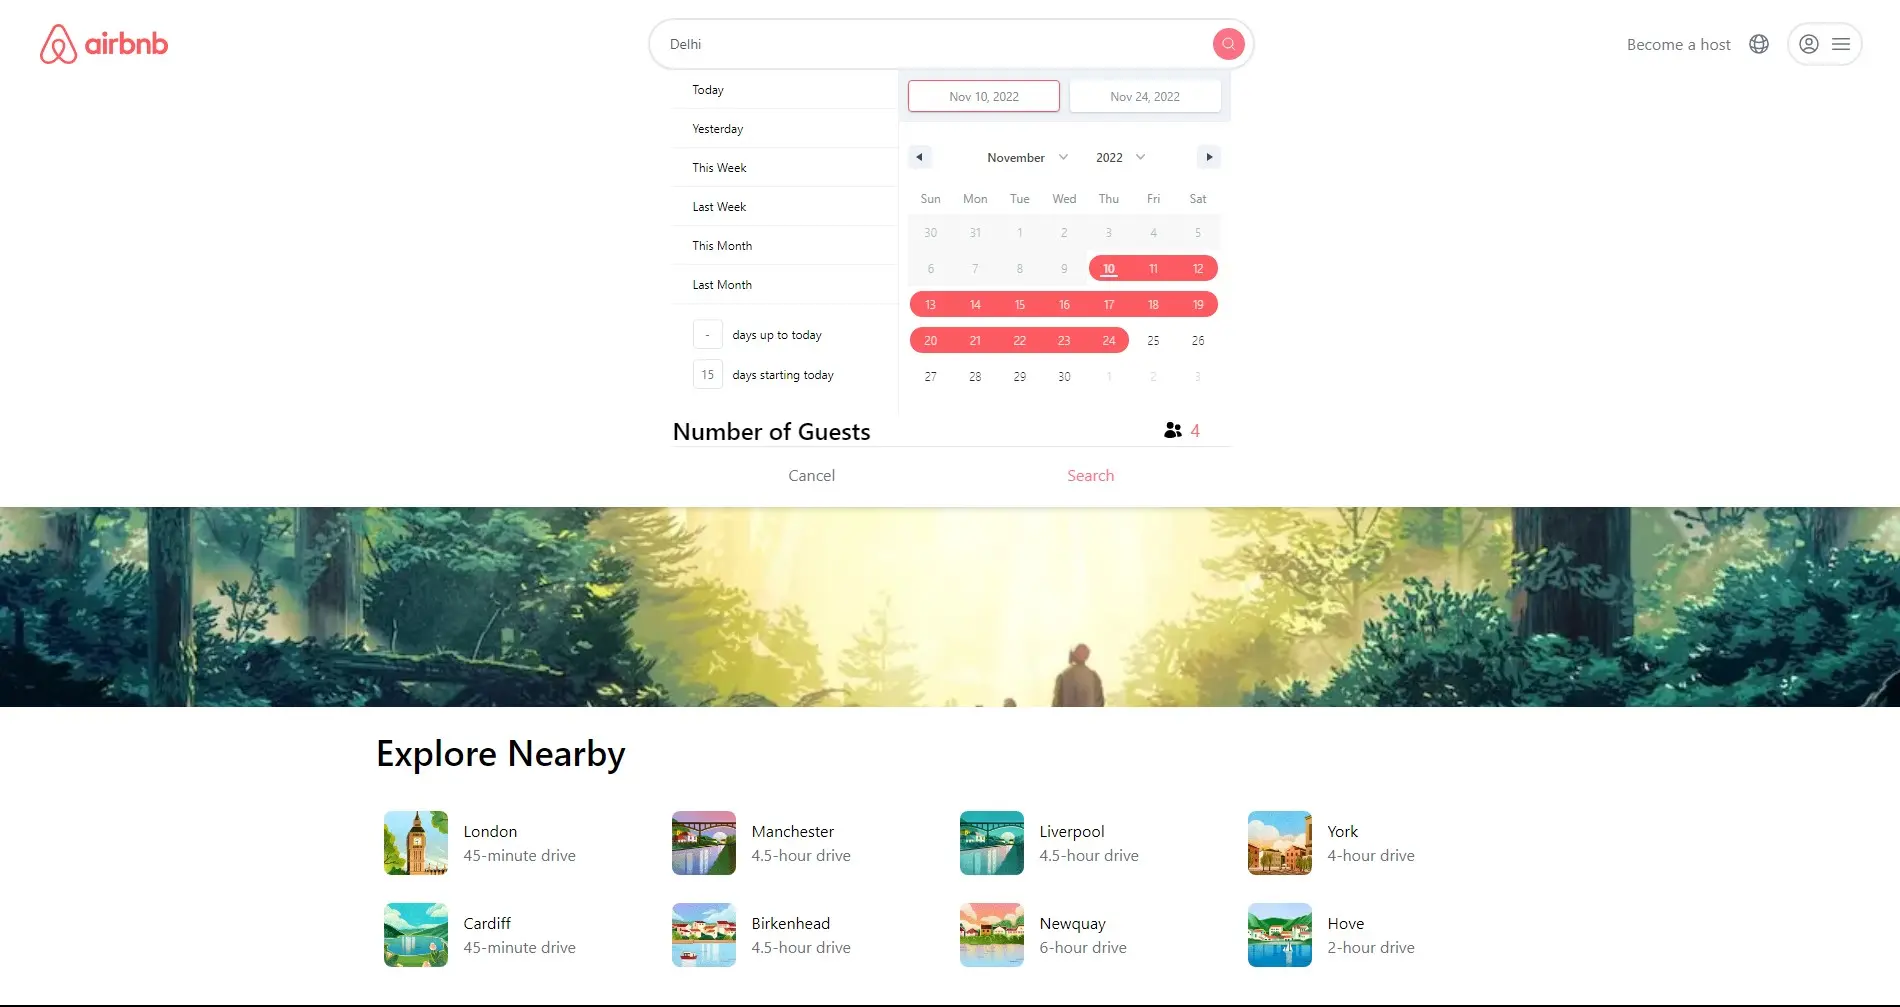 airbnb
Delhi
Become a host
Today
Yesterday
This Week
Last Week
This Month
Last Month
- days up to today
15 days starting today
Nov 10, 2022 Nov 24, 2022
November 2022
Sun Mon Tue Wed Thu Fri Sat
30 31 1 2 3 4 5
6 7 8 9 10 11 12
13 14 15 16 17 18 19
20 21 22 23 24 25 26
27 28 29 30 1 2 3
Number of Guests 4
Cancel Search
Explore Nearby
London
45-minute drive
Manchester
4.5-hour drive
Liverpool
4.5-hour drive
York
4-hour drive
Cardiff
45-minute drive
Birkenhead
4.5-hour drive
Newquay
6-hour drive
Hove
2-hour drive